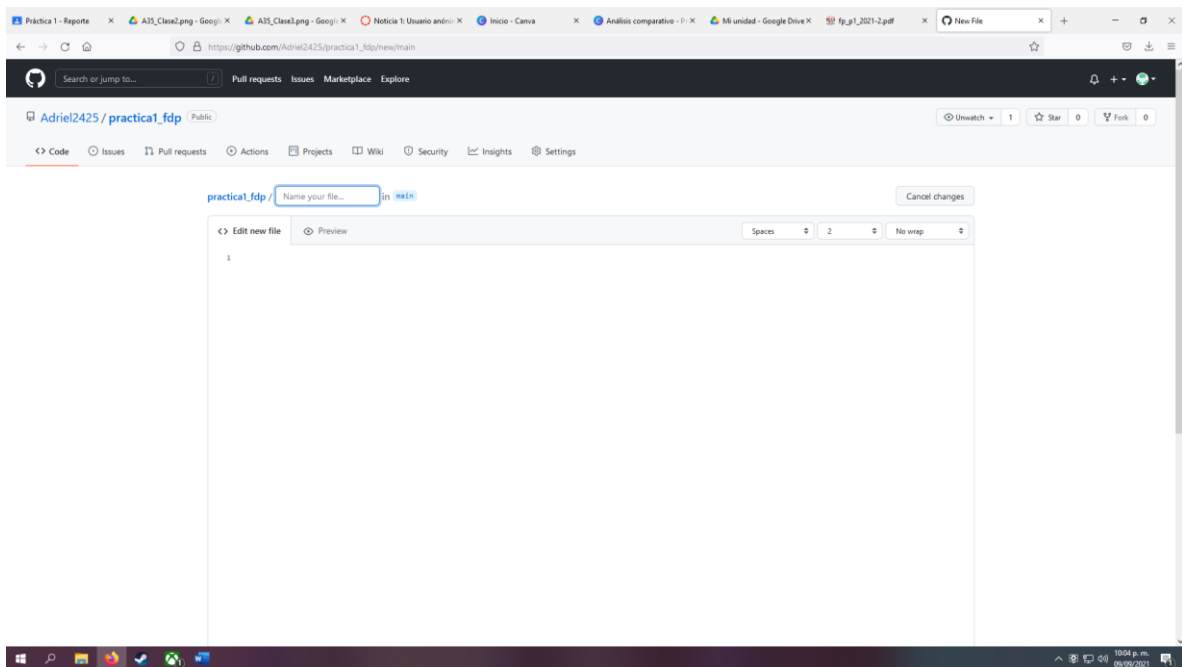 Práctica 1 - Reporte
A35_Clase2.png - Google
A35_Clase3.png - Google
Noticia 1: Usuario anónim
Inicio - Canva
Análisis comparativo - P
Mi unidad - Google Drive
fp_p1_2021-2.pdf
New File
https://github.com/Adriel2425/practica1_fdp/new/main
Search or jump to... /
Pull requests Issues Marketplace Explore
Adriel2425 / practica1_fdp Public
Unwatch 1 Star 0 Fork 0
<> Code Issues Pull requests Actions Projects Wiki Security Insights Settings
practica1_fdp / Name your file... in main Cancel changes
<> Edit new file Preview Spaces 2 No wrap
1
10:04 p. m.
09/09/2021